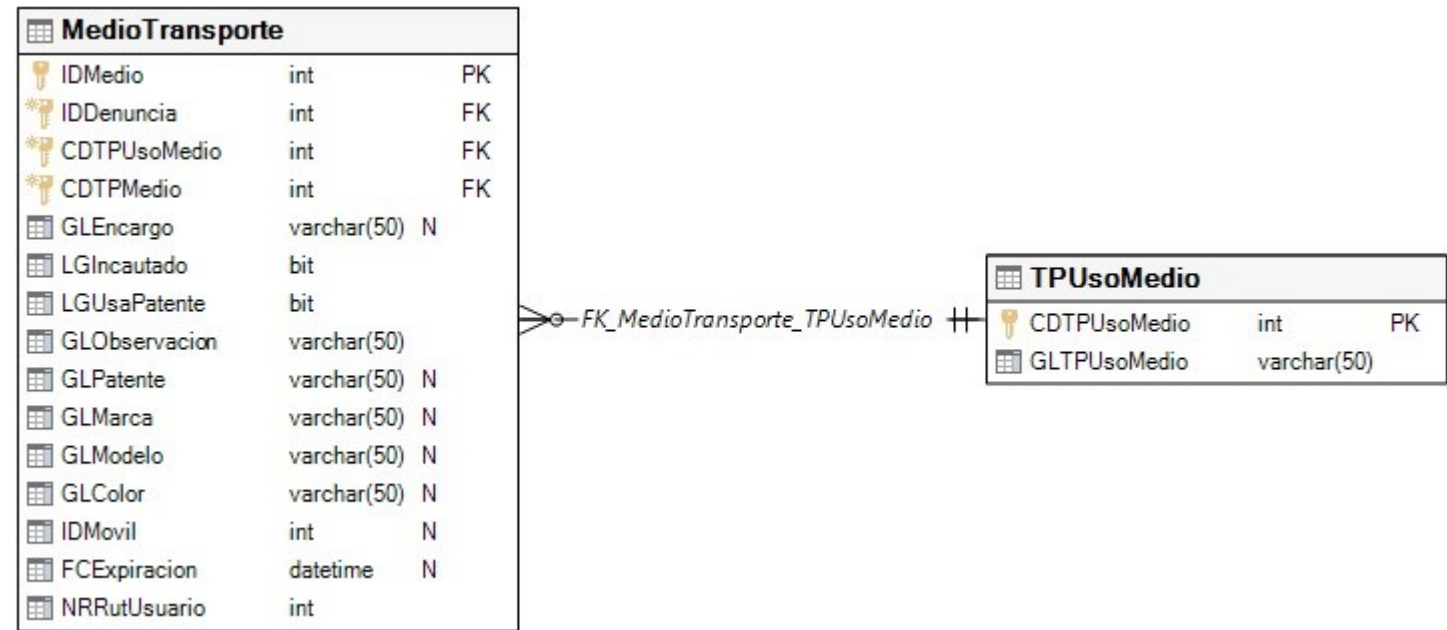 MedioTransporte
IDMedio int PK
IDDenuncia int FK
CDTPUsoMedio int FK
CDTPMedio int FK
GLEncargo varchar(50) N
LGIncautado bit
LGUsaPatente bit
GLObservacion varchar(50)
GLPatente varchar(50) N
GLMarca varchar(50) N
GLModelo varchar(50) N
GLColor varchar(50) N
IDMovil int N
FCExpiracion datetime N
NRRutUsuario int
FK_MedioTransporte_TPUsoMedio
TPUsoMedio
CDTPUsoMedio int PK
GLTPUsoMedio varchar(50)